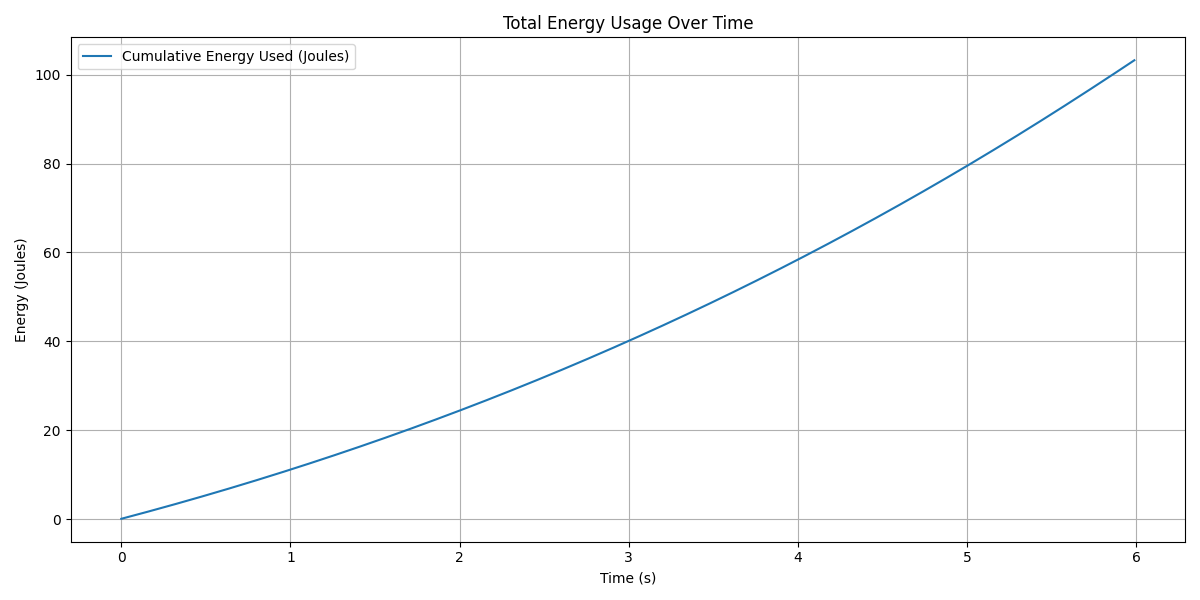 Total Energy Usage Over Time
Cumulative Energy Used (Joules)
Energy (Joules)
100
80
60
40
20
0
0 1 2 3 4 5 6
Time (s)